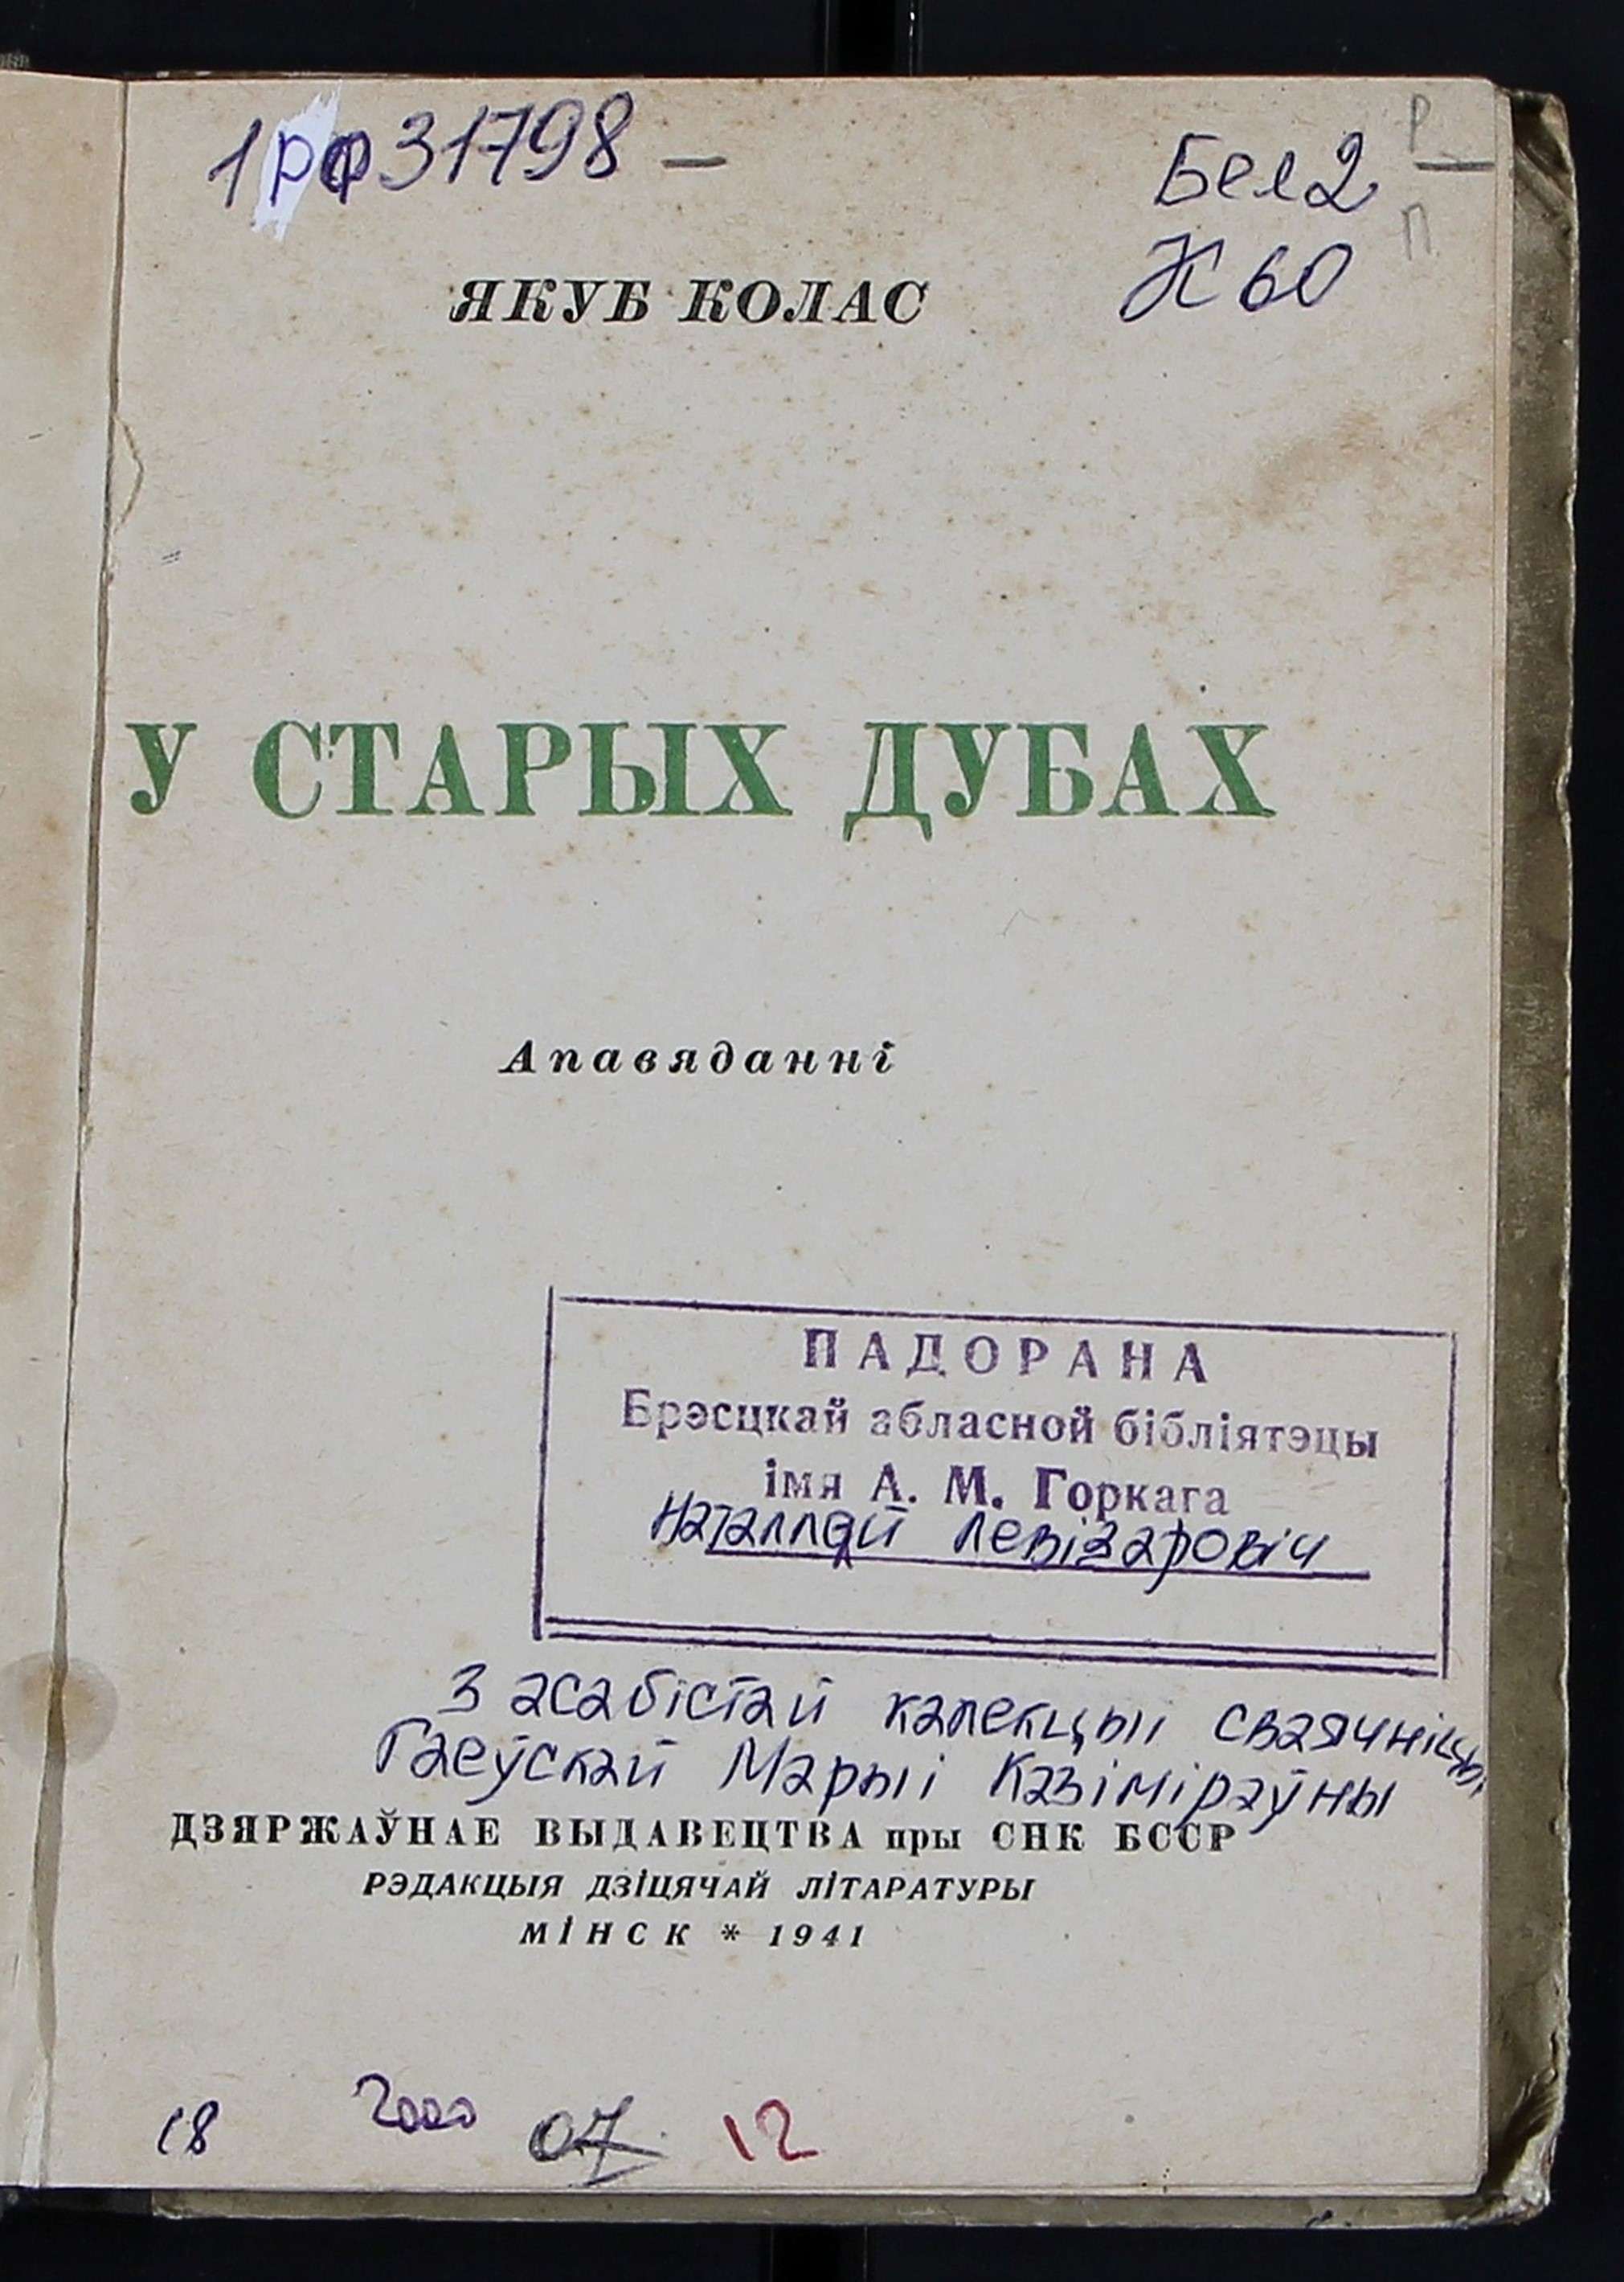 1рф31798 —
Бел2
К60
Р
П
ЯКУБ КОЛАС
У СТАРЫХ ДУБАХ
Апавяданні
ПАДОРАНА
Брэсцкай абласной бібліятэцы
імя А. М. Горкага
Наталляй Левізаровіч
З асабістай калекцыі сваячніцы
Гаеўскай Марыі Казіміраўны
ДЗЯРЖАЎНАЕ ВЫДАВЕЦТВА пры СНК БССР
РЭДАКЦЫЯ ДЗІЦЯЧАЙ ЛІТАРАТУРЫ
МІНСК * 1941
18 2000 07 12